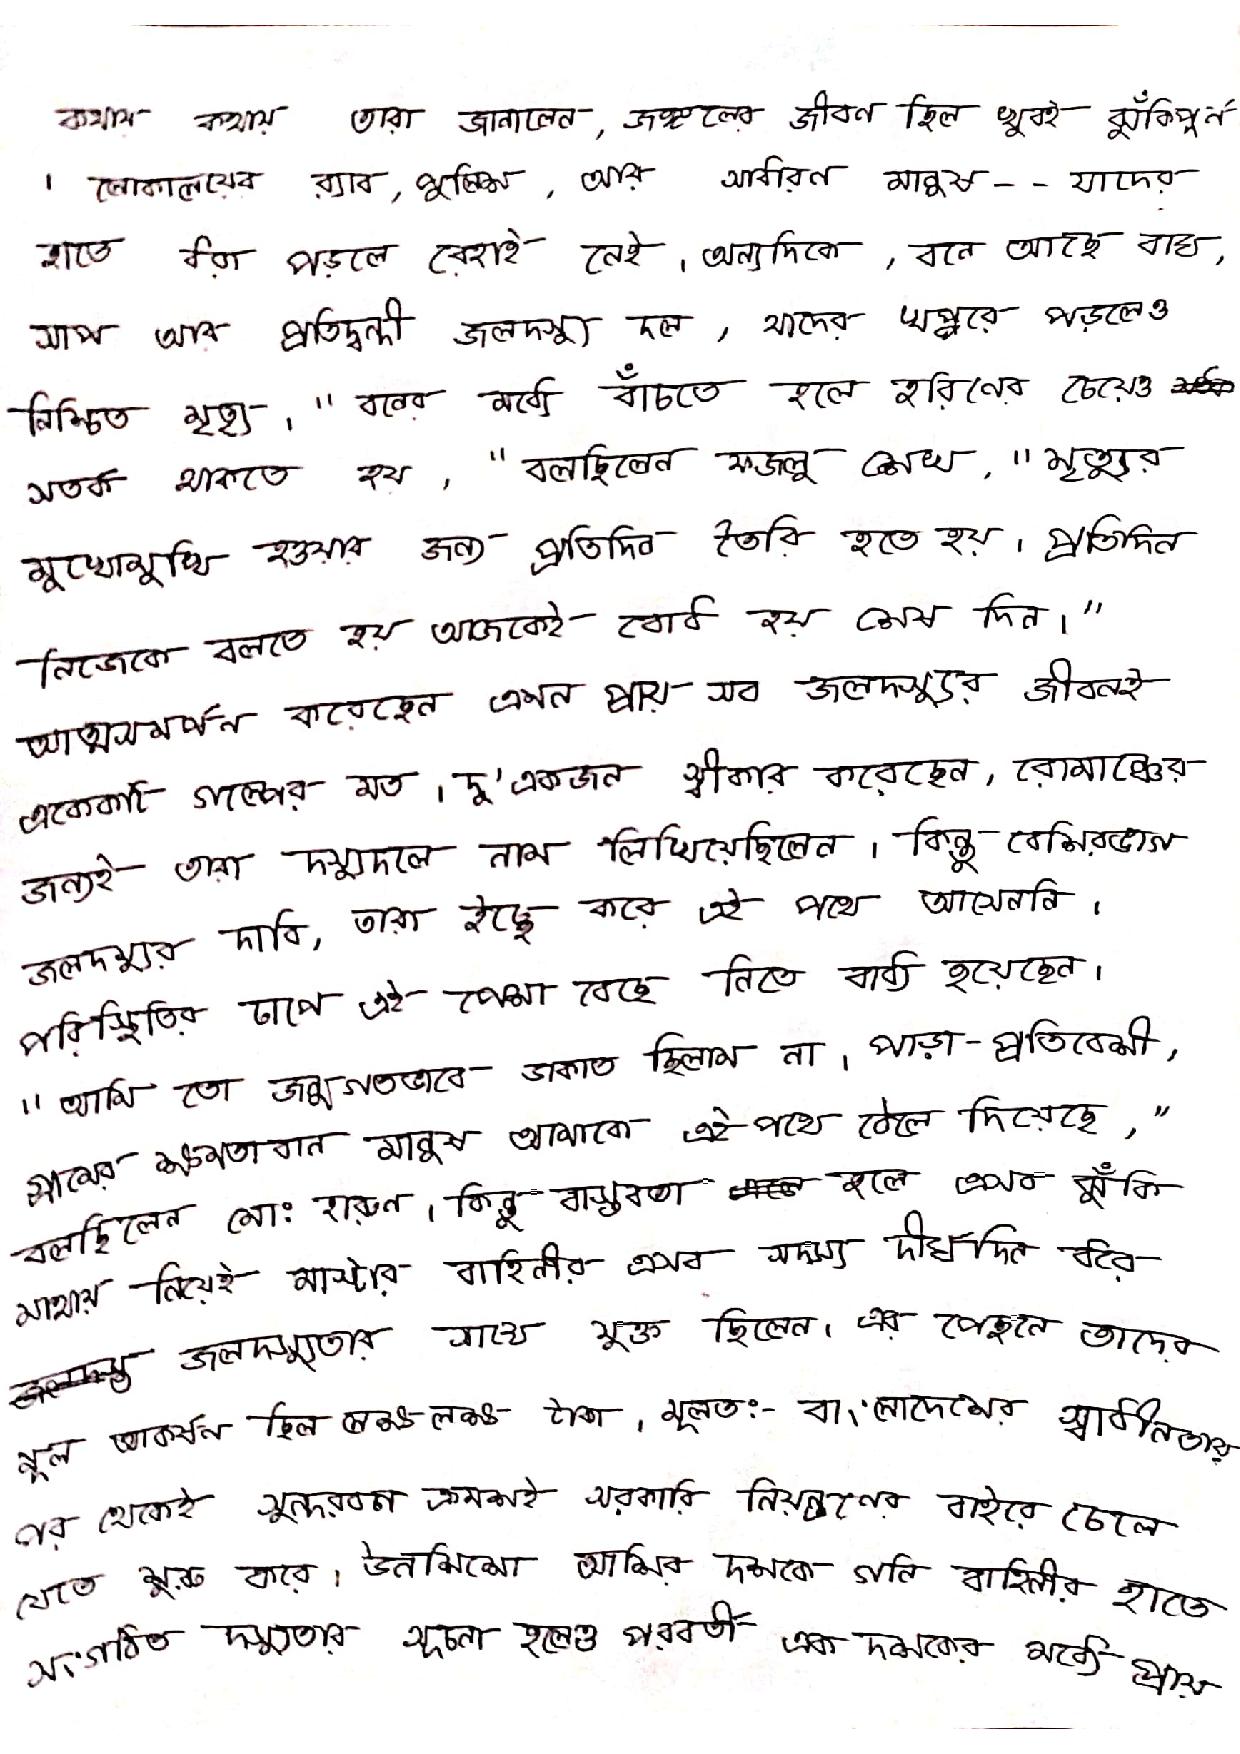 কথায় কথায় তারা জানালেন, জঙ্গলের জীবন ছিল খুবই ঝুঁকিপূর্ন
। লোকালয়ের র‍্যাব, পুলিশ, আর সাধারন মানুষ -- যাদের
হাতে ধরা পড়লে রেহাই নেই। অন্যদিকে, বনে আছে বাঘ,
সাপ আর প্রতিদ্বন্দী জলদস্যু দল, যাদের খপ্পরে পড়লেও
নিশ্চিত মৃত্যু। "বনের মধ্যে বাঁচতে হলে হরিনের চেয়েও
সতর্ক থাকতে হয়, "বলছিলেন ফজলু শেখ, "মৃত্যুর
মুখোমুখি হওয়ার জন্য প্রতিদিন তৈরি হতে হয়। প্রতিদিন
নিজেকে বলতে হয় আজকেই বোধ হয় শেষ দিন।"
আত্মসমর্পন করেছেন এমন প্রায় সব জলদস্যুর জীবনই
একেকটি গল্পের মত। দু'একজন স্বীকার করেছেন, রোমাঞ্চের
জন্যই তারা দস্যুদলে নাম লিখিয়েছিলেন। কিন্তু বেশিরভাগ
জলদস্যুর দাবি, তারা ইচ্ছে করে এই পথে আসেননি।
পরিস্থিতির চাপে এই পেশা বেছে নিতে বাধ্য হয়েছেন।
"আমি তো জন্মগতভাবে ডাকাত ছিলাম না। পাড়া-প্রতিবেশী,
গ্রামের ক্ষমতাবান মানুষ আমাকে এই পথে ঠেলে দিয়েছে,"
বলছিলেন মোঃ হারুন। কিন্তু বাস্তবতা হলে এসব ঝুঁকি
মাথায় নিয়েই মাস্টার বাহিনীর এসব সদস্য দীর্ঘদিন ধরে
জলদস্যুতার সাথে যুক্ত ছিলেন। এর পেছনে তাদের
মূল আকর্ষন ছিল লক্ষ লক্ষ টাকা। মূলতঃ- বাংলাদেশের স্বাধীনতার
পর থেকেই সুন্দরবন ক্রমশই সরকারি নিয়ন্ত্রণের বাইরে চলে
যেতে শুরু করে। উনিশশো আশির দশকে গনি বাহিনীর হাতে
সংগঠিত দস্যুতার সূচনা হলেও পরবর্তী এক দশকের মধ্যে প্রায়